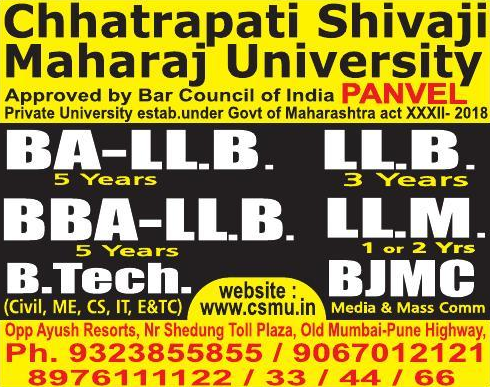 Chhatrapati Shivaji
Maharaj University
Approved by Bar Council of India PANVEL
Private University estab.under Govt of Maharashtra act XXXII- 2018
BA-LL.B. LL.B.
5 Years 3 Years
BBA-LL.B. LL.M.
5 Years 1 or 2 Yrs
B.Tech. website : BJMC
(Civil, ME, CS, IT, E&TC) www.csmu.in Media & Mass Comm
Opp Ayush Resorts, Nr Shedung Toll Plaza, Old Mumbai-Pune Highway,
Ph. 9323855855 / 9067012121
8976111122 / 33 / 44 / 66